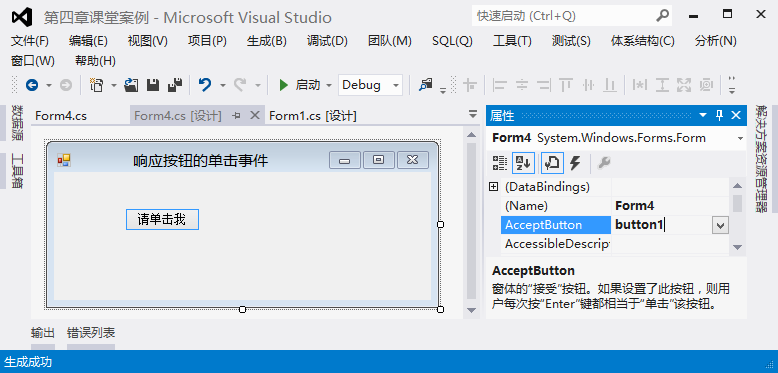 第四章课堂案例 - Microsoft Visual Studio
快速启动 (Ctrl+Q)
文件(F) 编辑(E) 视图(V) 项目(P) 生成(B) 调试(D) 团队(M) SQL(Q) 工具(T) 测试(S) 体系结构(C) 分析(N)
窗口(W) 帮助(H)
启动 Debug
数据源
工具箱
Form4.cs Form4.cs [设计] Form1.cs [设计]
响应按钮的单击事件
请单击我
属性
Form4 System.Windows.Forms.Form
(DataBindings)
(Name) Form4
AcceptButton button1
AccessibleDescript
AcceptButton
窗体的“接受”按钮。如果设置了此按钮，则用
户每次按“Enter”键都相当于“单击”该按钮。
解决方案资源管理器
输出 错误列表
生成成功